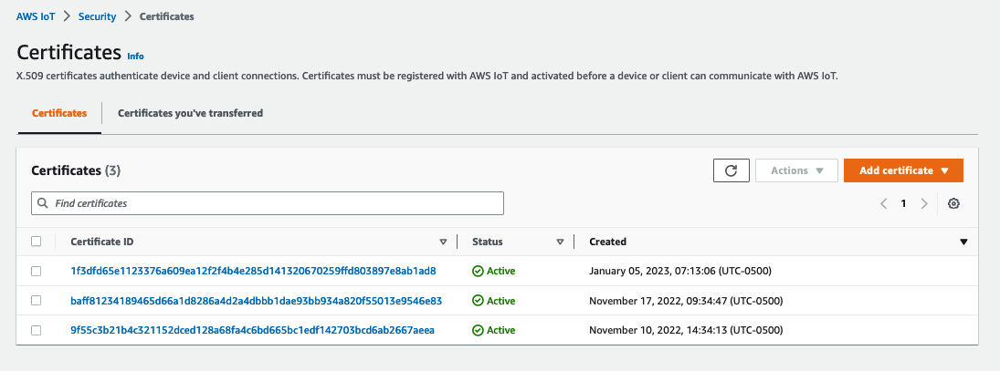 AWS IoT > Security > Certificates
Certificates Info
X.509 certificates authenticate device and client connections. Certificates must be registered with AWS IoT and activated before a device or client can communicate with AWS IoT.
Certificates Certificates you've transferred
Certificates (3) Actions Add certificate
Find certificates 1
Certificate ID Status Created
1f3dfd65e1123376a609ea12f2f4b4e285d141320670259ffd803897e8ab1ad8 Active January 05, 2023, 07:13:06 (UTC-0500)
baff81234189465d66a1d8286a4d2a4dbbb1dae93bb934a820f55013e9546e83 Active November 17, 2022, 09:34:47 (UTC-0500)
9f55c3b21b4c321152dced128a68fa4c6bd665bc1edf142703bcd6ab2667aeea Active November 10, 2022, 14:34:13 (UTC-0500)